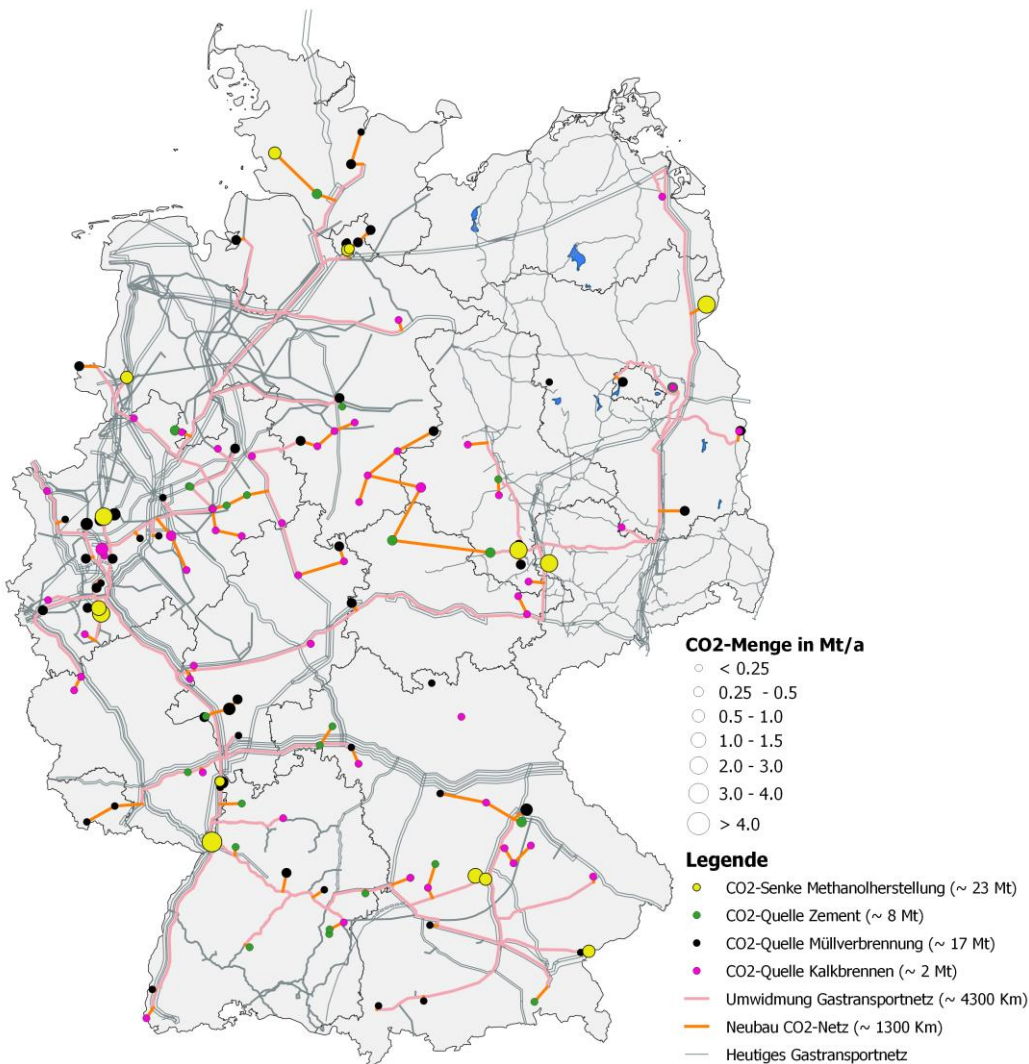 CO2-Menge in Mt/a
< 0.25
0.25 - 0.5
0.5 - 1.0
1.0 - 1.5
2.0 - 3.0
3.0 - 4.0
> 4.0
Legende
CO2-Senke Methanolherstellung (~ 23 Mt)
CO2-Quelle Zement (~ 8 Mt)
CO2-Quelle Müllverbrennung (~ 17 Mt)
CO2-Quelle Kalkbrennen (~ 2 Mt)
Umwidmung Gastransportnetz (~ 4300 Km)
Neubau CO2-Netz (~ 1300 Km)
Heutiges Gastransportnetz